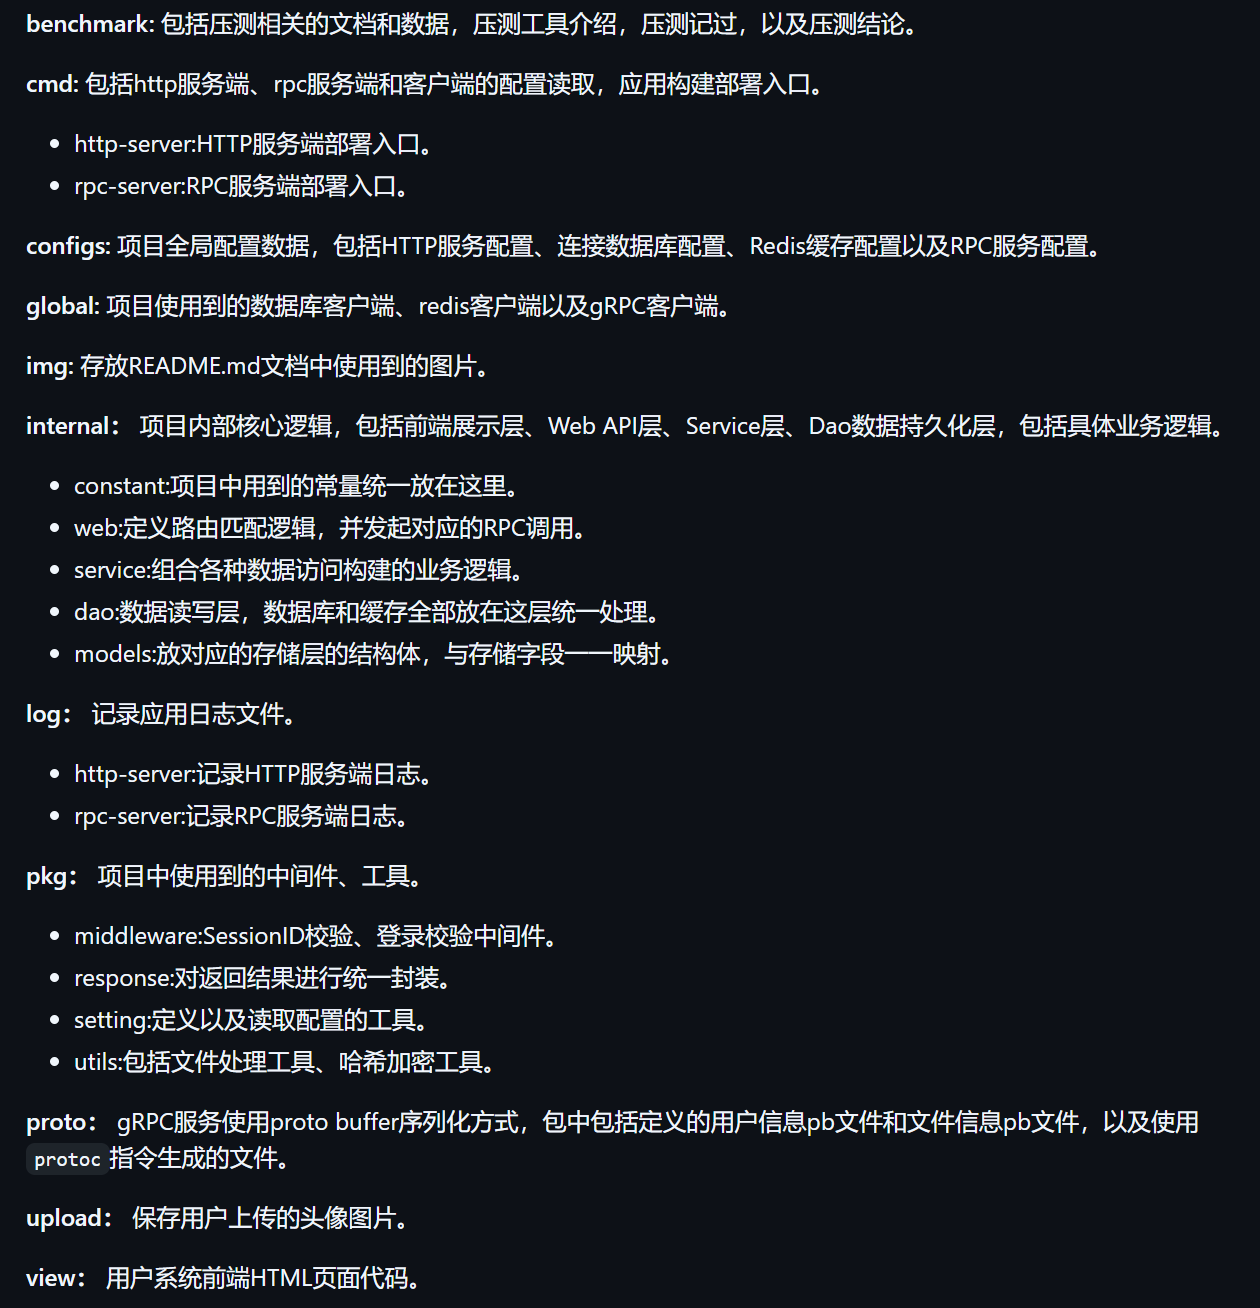 benchmark: 包括压测相关的文档和数据，压测工具介绍，压测记过，以及压测结论。
cmd: 包括http服务端、rpc服务端和客户端的配置读取，应用构建部署入口。
• http-server:HTTP服务端部署入口。
• rpc-server:RPC服务端部署入口。
configs: 项目全局配置数据，包括HTTP服务配置、连接数据库配置、Redis缓存配置以及RPC服务配置。
global: 项目使用到的数据库客户端、redis客户端以及gRPC客户端。
img: 存放README.md文档中使用到的图片。
internal： 项目内部核心逻辑，包括前端展示层、Web API层、Service层、Dao数据持久化层，包括具体业务逻辑。
• constant:项目中用到的常量统一放在这里。
• web:定义路由匹配逻辑，并发起对应的RPC调用。
• service:组合各种数据访问构建的业务逻辑。
• dao:数据读写层，数据库和缓存全部放在这层统一处理。
• models:放对应的存储层的结构体，与存储字段一一映射。
log： 记录应用日志文件。
• http-server:记录HTTP服务端日志。
• rpc-server:记录RPC服务端日志。
pkg： 项目中使用到的中间件、工具。
• middleware:SessionID校验、登录校验中间件。
• response:对返回结果进行统一封装。
• setting:定义以及读取配置的工具。
• utils:包括文件处理工具、哈希加密工具。
proto： gRPC服务使用proto buffer序列化方式，包中包括定义的用户信息pb文件和文件信息pb文件，以及使用
protoc指令生成的文件。
upload： 保存用户上传的头像图片。
view： 用户系统前端HTML页面代码。